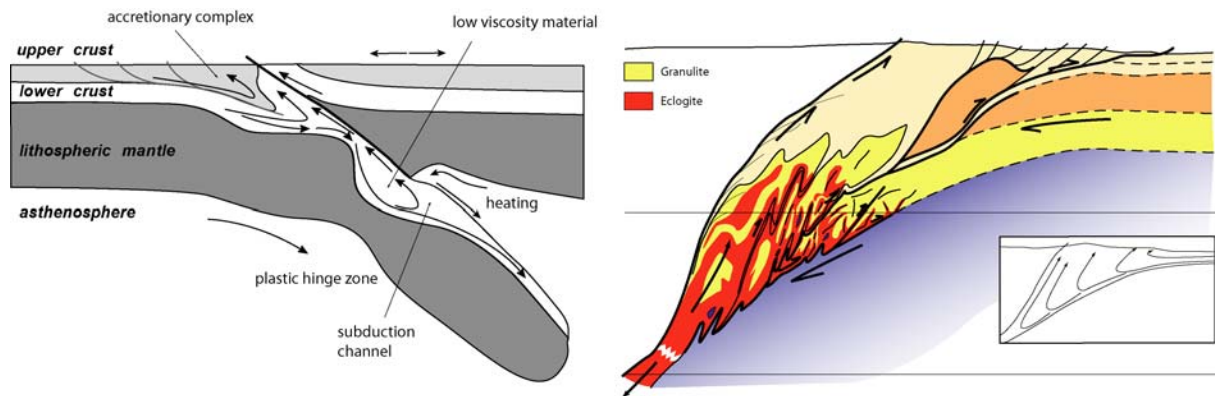 accretionary complex
low viscosity material
upper crust
lower crust
lithospheric mantle
asthenosphere
heating
plastic hinge zone
subduction
channel
Granulite
Eclogite